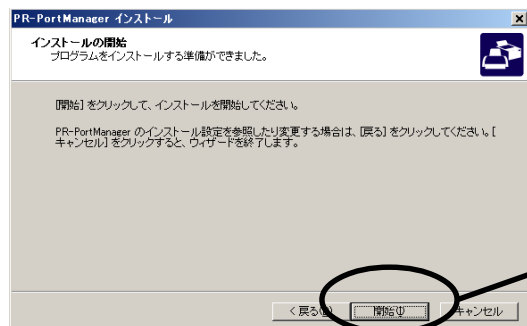 PR-PortManager インストール
インストールの開始
プログラムをインストールする準備ができました。
[開始] をクリックして、インストールを開始してください。
PR-PortManager のインストール設定を参照したり変更する場合は、[戻る] をクリックしてください。[
キャンセル] をクリックすると、ウィザードを終了します。
< 戻る
開始(I)
キャンセル